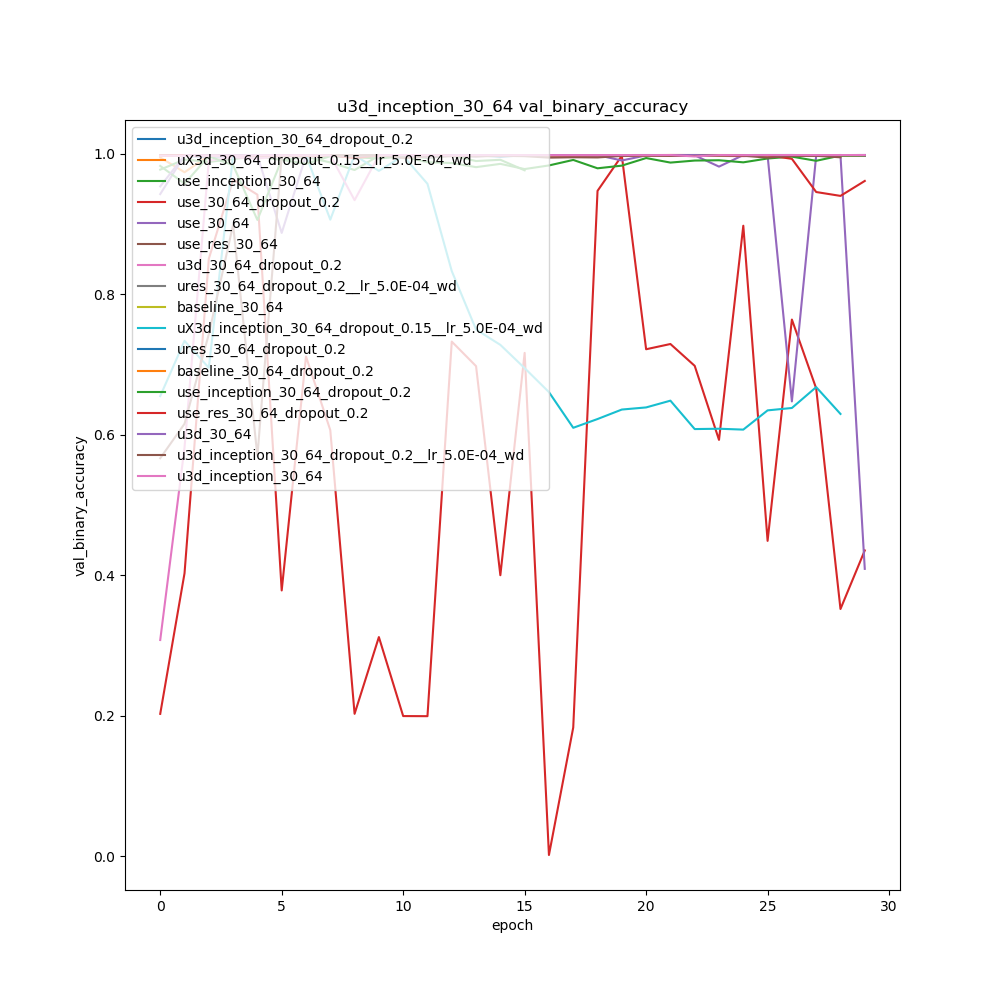 u3d_inception_30_64 val_binary_accuracy
u3d_inception_30_64_dropout_0.2
uX3d_30_64_dropout_0.15__lr_5.0E-04_wd
use_inception_30_64
use_30_64_dropout_0.2
use_30_64
use_res_30_64
u3d_30_64_dropout_0.2
ures_30_64_dropout_0.2__lr_5.0E-04_wd
baseline_30_64
uX3d_inception_30_64_dropout_0.15__lr_5.0E-04_wd
ures_30_64_dropout_0.2
baseline_30_64_dropout_0.2
use_inception_30_64_dropout_0.2
use_res_30_64_dropout_0.2
u3d_30_64
u3d_inception_30_64_dropout_0.2__lr_5.0E-04_wd
u3d_inception_30_64
1.0
0.8
0.6
0.4
0.2
0.0
val_binary_accuracy
0 5 10 15 20 25 30
epoch